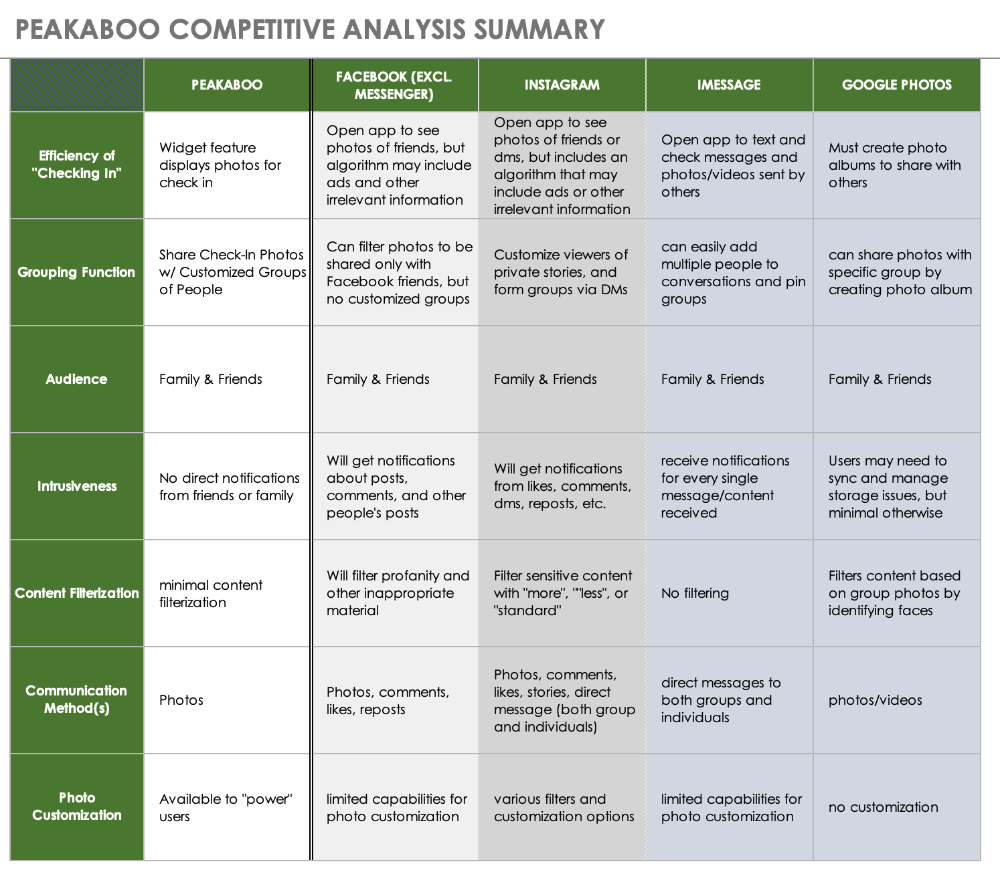 PEAKABOO COMPETITIVE ANALYSIS SUMMARY
PEAKABOO
FACEBOOK (EXCL.
MESSENGER)
INSTAGRAM
IMESSAGE
GOOGLE PHOTOS
Efficiency of
"Checking In"
Widget feature
displays photos for
check in
Open app to see
photos of friends, but
algorithm may include
ads and other
irrelevant information
Open app to see
photos of friends or
dms, but includes an
algorithm that may
include ads or other
irrelevant information
Open app to text and
check messages and
photos/videos sent by
others
Must create photo
albums to share with
others
Grouping Function
Share Check-In Photos
w/ Customized Groups
of People
Can filter photos to be
shared only with
Facebook friends, but
no customized groups
Customize viewers of
private stories, and
form groups via DMs
can easily add
multiple people to
conversations and pin
groups
can share photos with
specific group by
creating photo album
Audience
Family & Friends
Family & Friends
Family & Friends
Family & Friends
Family & Friends
Intrusiveness
No direct notifications
from friends or family
Will get notifications
about posts,
comments, and other
people's posts
Will get notifications
from likes, comments,
dms, reposts, etc.
receive notifications
for every single
message/content
received
Users may need to
sync and manage
storage issues, but
minimal otherwise
Content Filterization
minimal content
filterization
Will filter profanity and
other inappropriate
material
Filter sensitive content
with "more", ""less", or
"standard"
No filtering
Filters content based
on group photos by
identifying faces
Communication
Method(s)
Photos
Photos, comments,
likes, reposts
Photos, comments,
likes, stories, direct
message (both group
and individuals)
direct messages to
both groups and
individuals
photos/videos
Photo
Customization
Available to "power"
users
limited capabilities for
photo customization
various filters and
customization options
limited capabilities for
photo customization
no customization